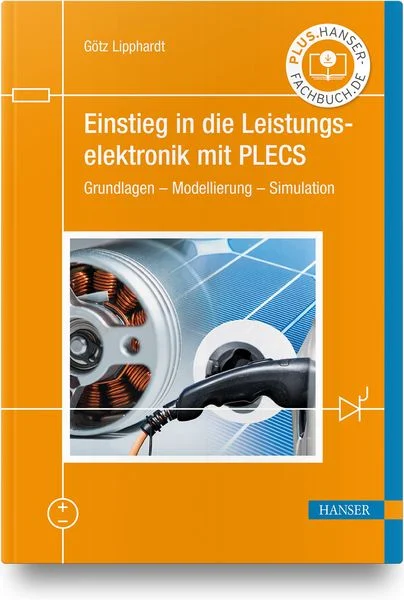 Götz Lipphardt
PLUS.HANSER-
FACHBUCH.DE
Einstieg in die Leistungs-
elektronik mit PLECS
Grundlagen – Modellierung – Simulation
+
–
HANSER